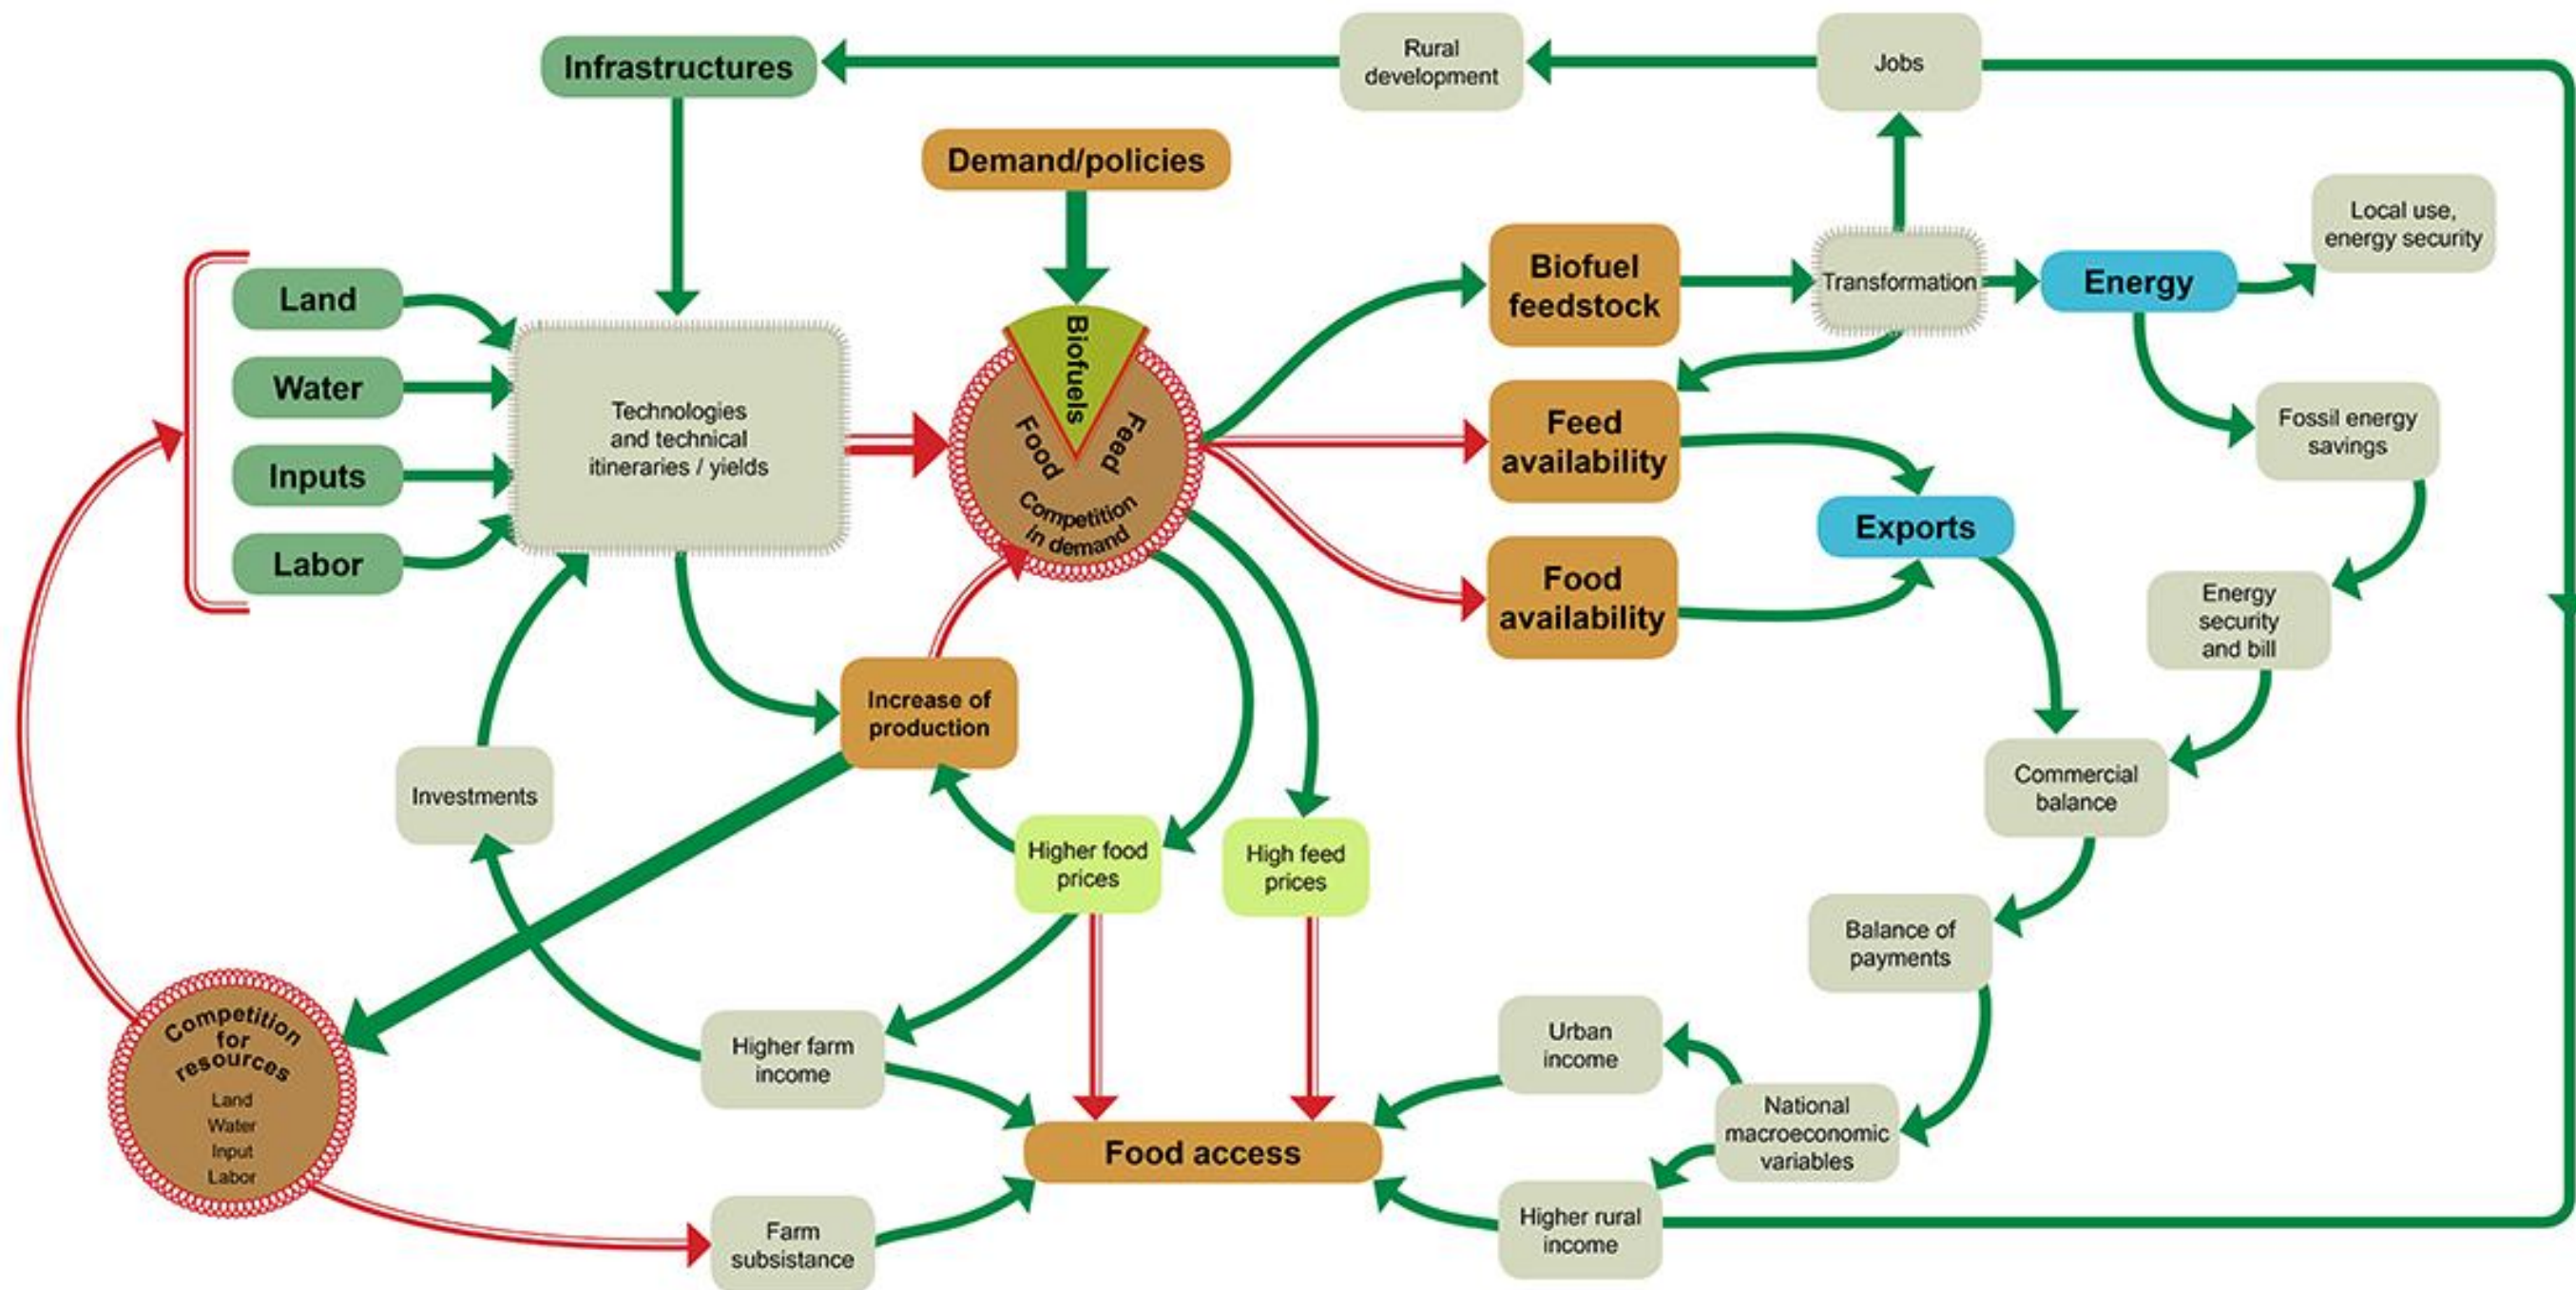 Infrastructures
Rural
development
Jobs
Demand/policies
Local use,
energy security
Land
Water
Inputs
Labor
Technologies
and technical
itineraries / yields
Biofuels
Food
Feed
Competition
in demand
Biofuel
feedstock
Transformation
Energy
Feed
availability
Fossil energy
savings
Exports
Food
availability
Energy
security
and bill
Increase of
production
Commercial
balance
Investments
Higher food
prices
High feed
prices
Balance of
payments
Competition
for
resources
Land
Water
Input
Labor
Higher farm
income
Urban
income
National
macroeconomic
variables
Food access
Farm
subsistance
Higher rural
income